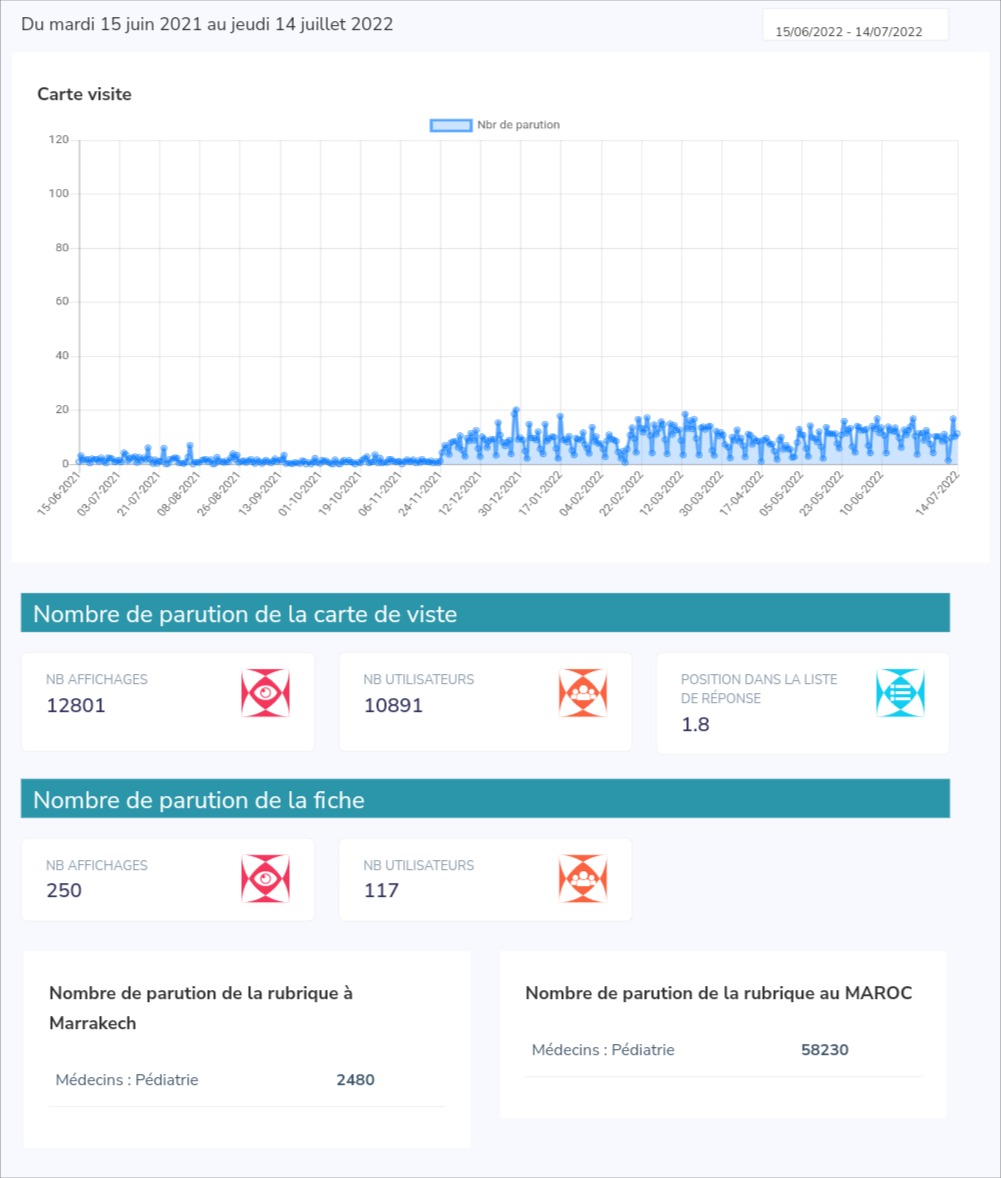 Du mardi 15 juin 2021 au jeudi 14 juillet 2022
15/06/2022 - 14/07/2022
Carte visite
Nbr de parution
120
100
80
60
40
20
0
15-06-2021
03-07-2021
21-07-2021
08-08-2021
26-08-2021
13-09-2021
01-10-2021
19-10-2021
06-11-2021
24-11-2021
12-12-2021
30-12-2021
17-01-2022
04-02-2022
22-02-2022
12-03-2022
30-03-2022
17-04-2022
05-05-2022
23-05-2022
10-06-2022
14-07-2022
Nombre de parution de la carte de viste
NB AFFICHAGES
12801
NB UTILISATEURS
10891
POSITION DANS LA LISTE
DE RÉPONSE
1.8
Nombre de parution de la fiche
NB AFFICHAGES
250
NB UTILISATEURS
117
Nombre de parution de la rubrique à
Marrakech
Médecins : Pédiatrie 2480
Nombre de parution de la rubrique au MAROC
Médecins : Pédiatrie 58230